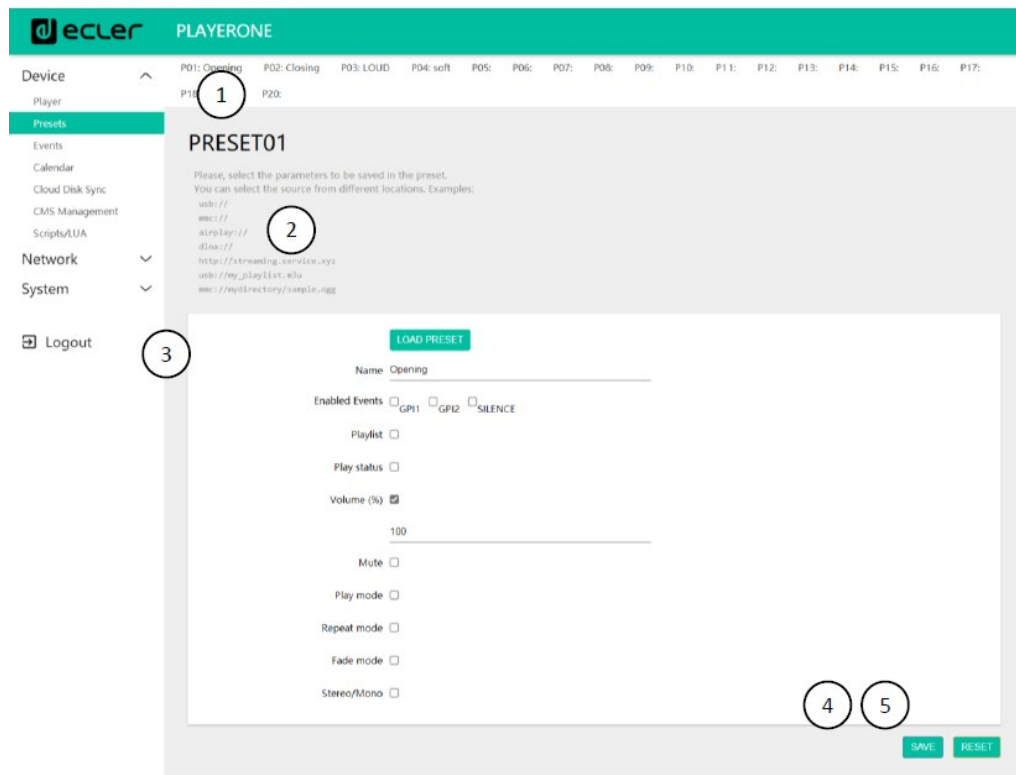 ecler PLAYERONE
Device
Player
Presets
Events
Calendar
Cloud Disk Sync
CMS Management
Scripts/LUA
Network
System
Logout
P01: Opening P02: Closing P03: LOUD P04: soft P05: P06: P07: P08: P09: P10: P11: P12: P13: P14: P15: P16: P17:
P18 P20:
1
PRESET01
Please, select the parameters to be saved in the preset.
You can select the source from different locations. Examples:
usb://
mmc://
airplay://
dlna://
http://streaming.service.xyz
usb://my_playlist.m3u
mmc://mydirectory/sample.ogg
2
3
LOAD PRESET
Name Opening
Enabled Events GPI1 GPI2 SILENCE
Playlist
Play status
Volume (%)
100
Mute
Play mode
Repeat mode
Fade mode
Stereo/Mono
4 5
SAVE RESET